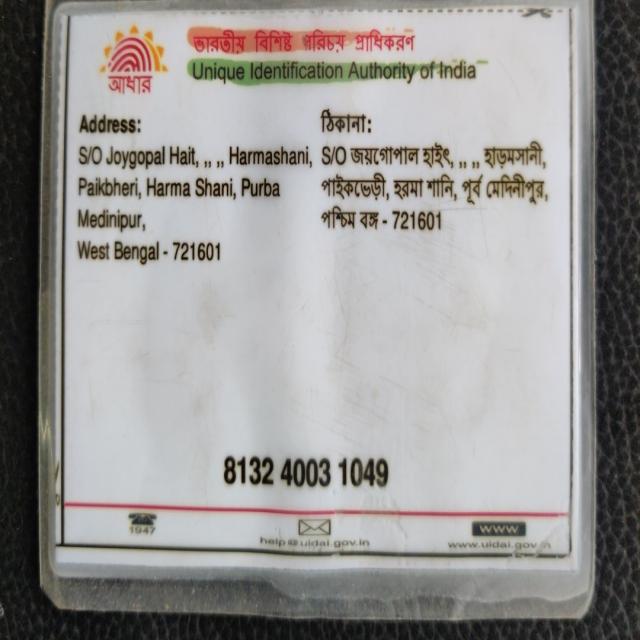 ভারতীয় বিশিষ্ট পরিচয় প্রাধিকরণ
Unique Identification Authority of India
আধার
Address:
S/O Joygopal Hait, ,, ,, Harmashani,
Paikbheri, Harma Shani, Purba
Medinipur,
West Bengal - 721601
ঠিকানা:
S/O জয়গোপাল হাইৎ, ,, ,, হাড়মসানী,
পাইকভেড়ী, হরমা শানি, পূর্ব মেদিনীপুর,
পশ্চিম বঙ্গ - 721601
8132 4003 1049
1947
help@uidai.gov.in
www
www.uidai.gov.in